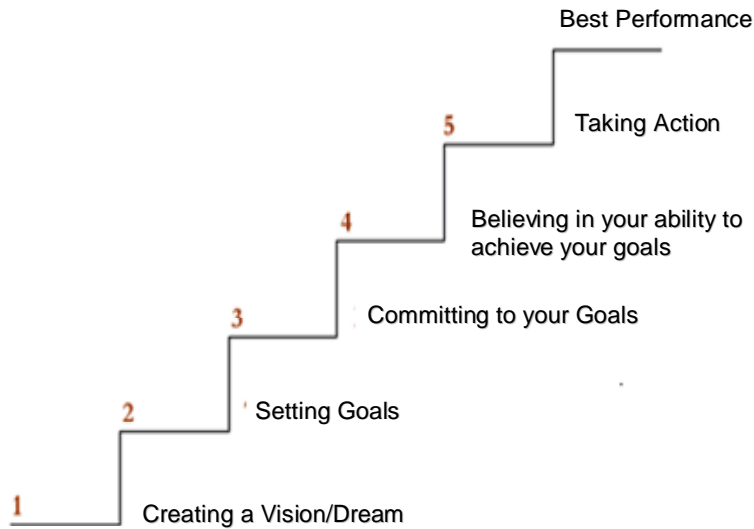 Best Performance
5
Taking Action
4
Believing in your ability to
achieve your goals
3
Committing to your Goals
2
Setting Goals
1
Creating a Vision/Dream